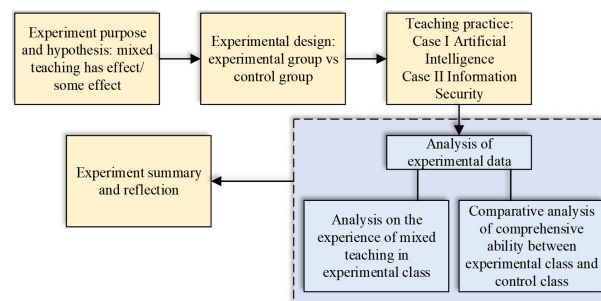 Experiment purpose
and hypothesis: mixed
teaching has effect/
some effect
Experimental design:
experimental group vs
control group
Teaching practice:
Case I Artificial
Intelligence
Case II Information
Security
Analysis of
experimental data
Experiment summary
and reflection
Analysis on the
experience of mixed
teaching in
experimental class
Comparative analysis
of comprehensive
ability between
experimental class and
control class